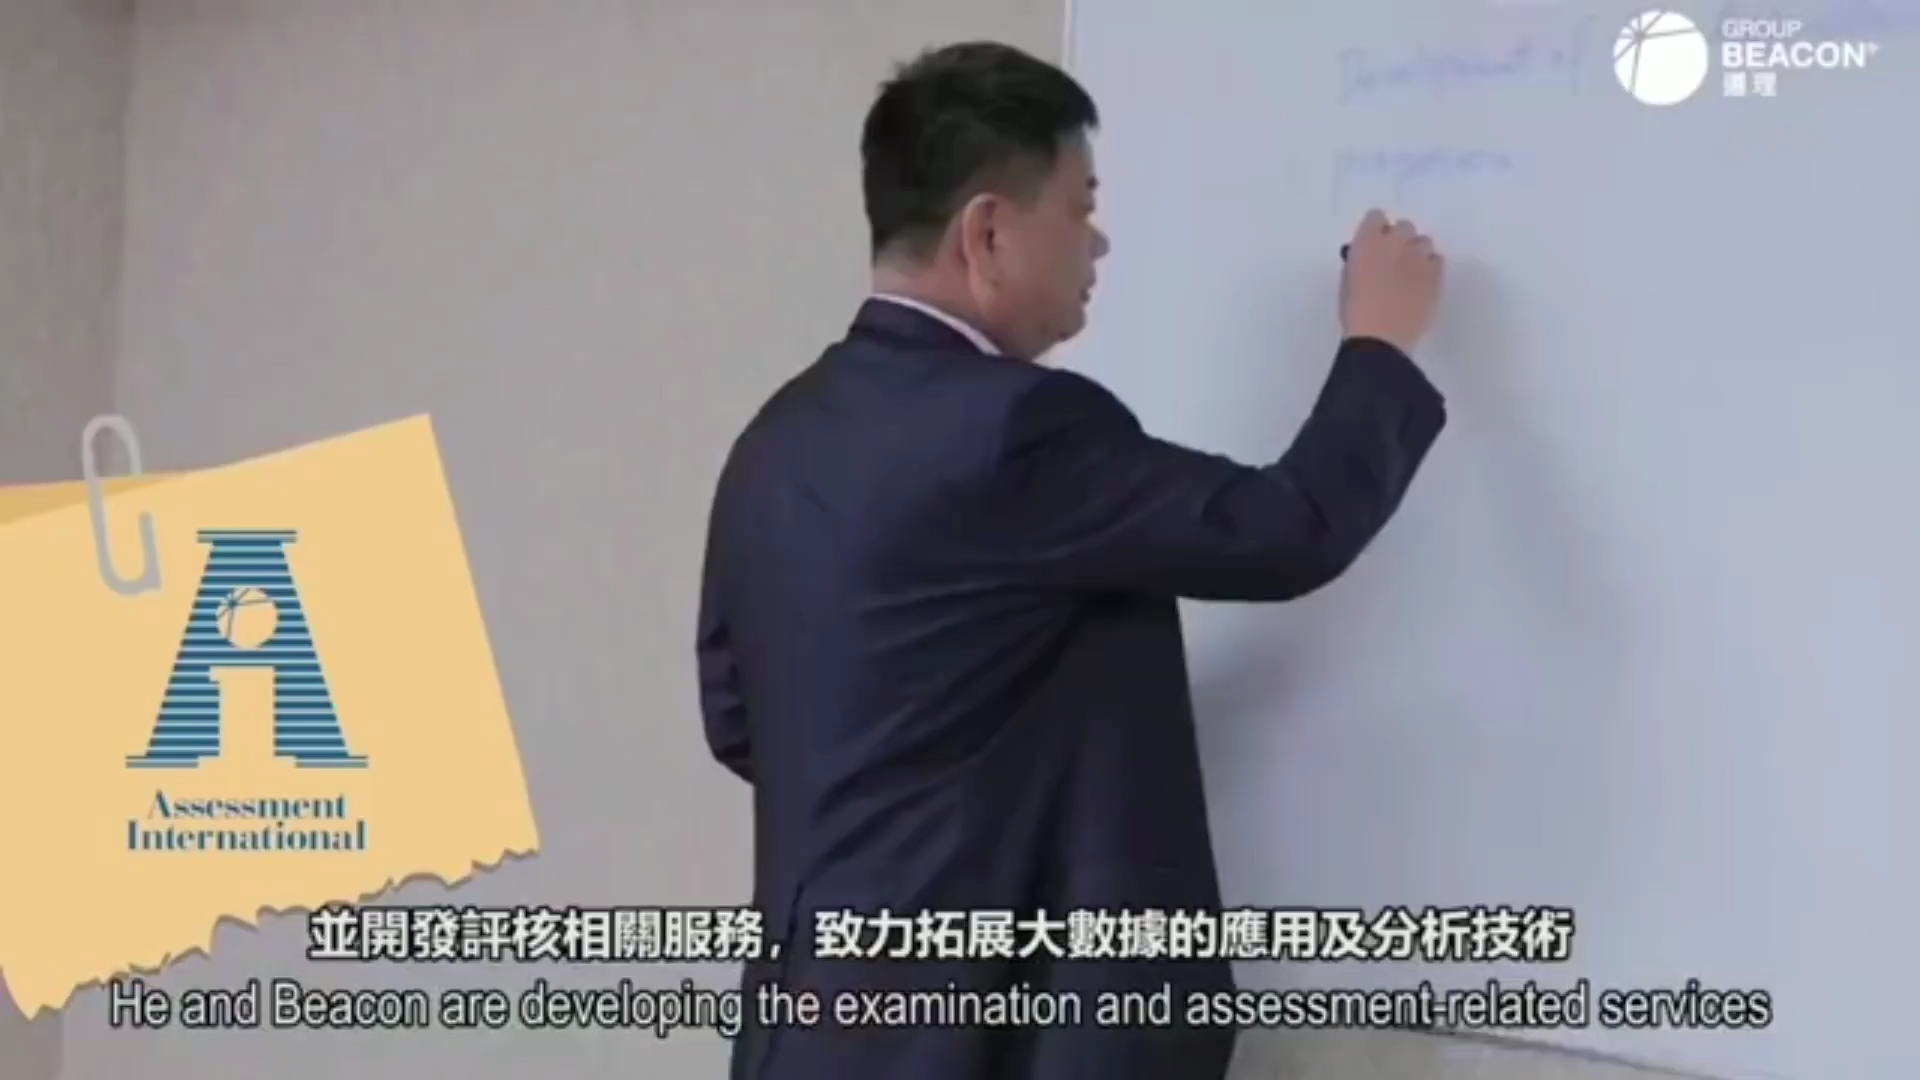 GROUP
BEACON
遵理
Development of
Assessment
International
並開發評核相關服務，致力拓展大數據的應用及分析技術
He and Beacon are developing the examination and assessment-related services